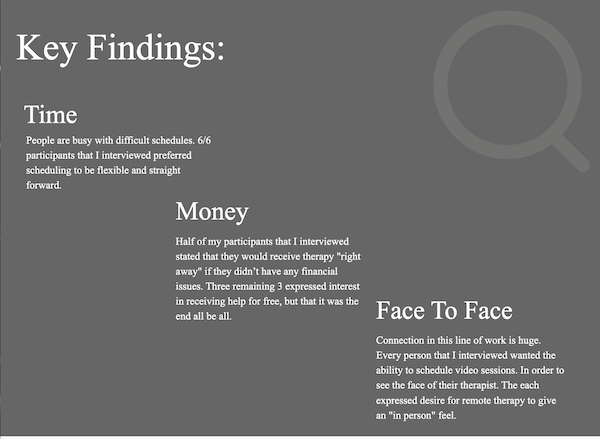 Key Findings:
Time
People are busy with difficult schedules. 6/6
participants that I interviewed preferred
scheduling to be flexible and straight
forward.
Money
Half of my participants that I interviewed
stated that they would receive therapy "right
away" if they didn’t have any financial
issues. Three remaining 3 expressed interest
in receiving help for free, but that it was the
end all be all.
Face To Face
Connection in this line of work is huge.
Every person that I interviewed wanted the
ability to schedule video sessions. In order to
see the face of their therapist. The each
expressed desire for remote therapy to give
an "in person" feel.